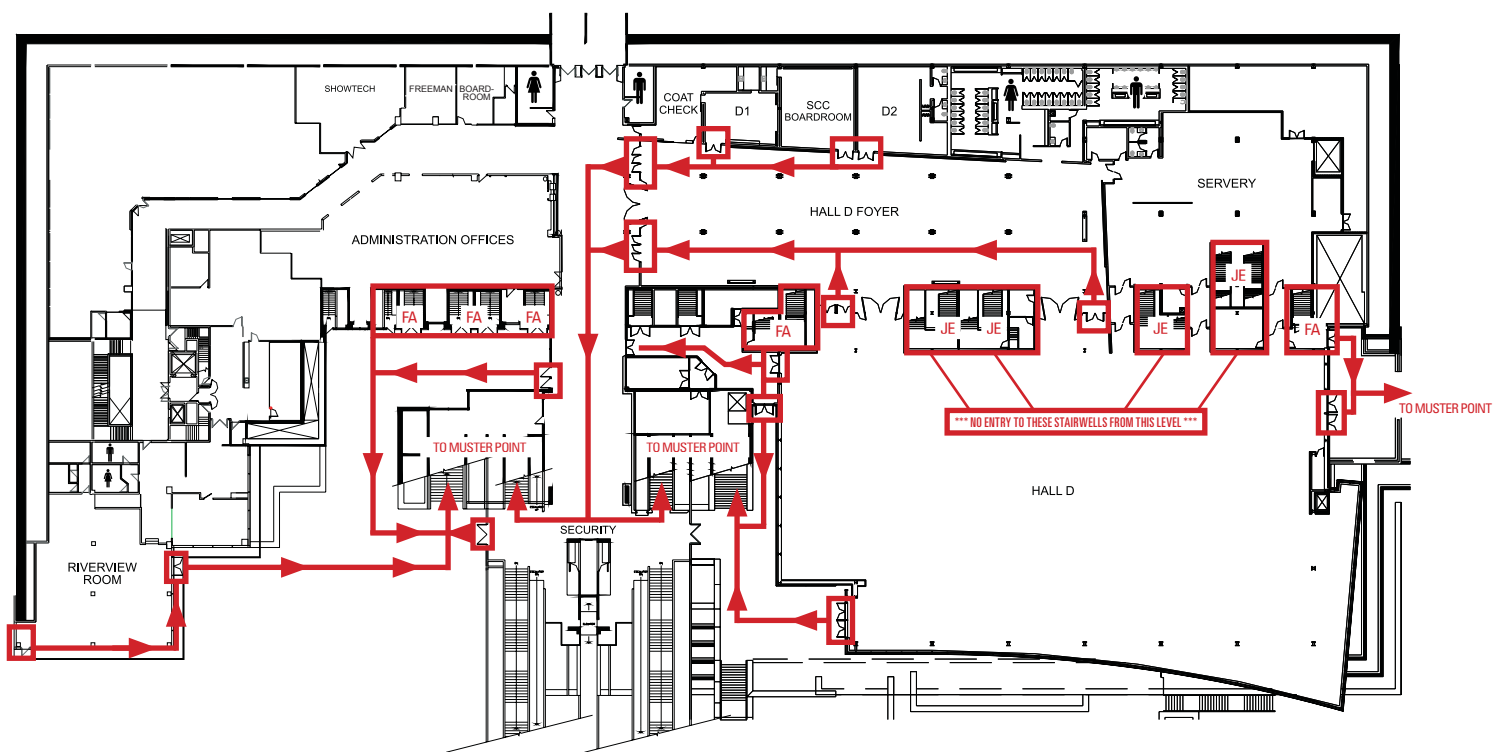 SHOWTECH
FREEMAN
BOARD-
ROOM
COAT
CHECK
D1
SCC
BOARDROOM
D2
SERVERY
HALL D FOYER
ADMINISTRATION OFFICES
JE
FA
FA
FA
FA
JE
JE
JE
FA
TO MUSTER POINT
*** NO ENTRY TO THESE STAIRWELLS FROM THIS LEVEL ***
TO MUSTER POINT
TO MUSTER POINT
HALL D
SECURITY
RIVERVIEW
ROOM